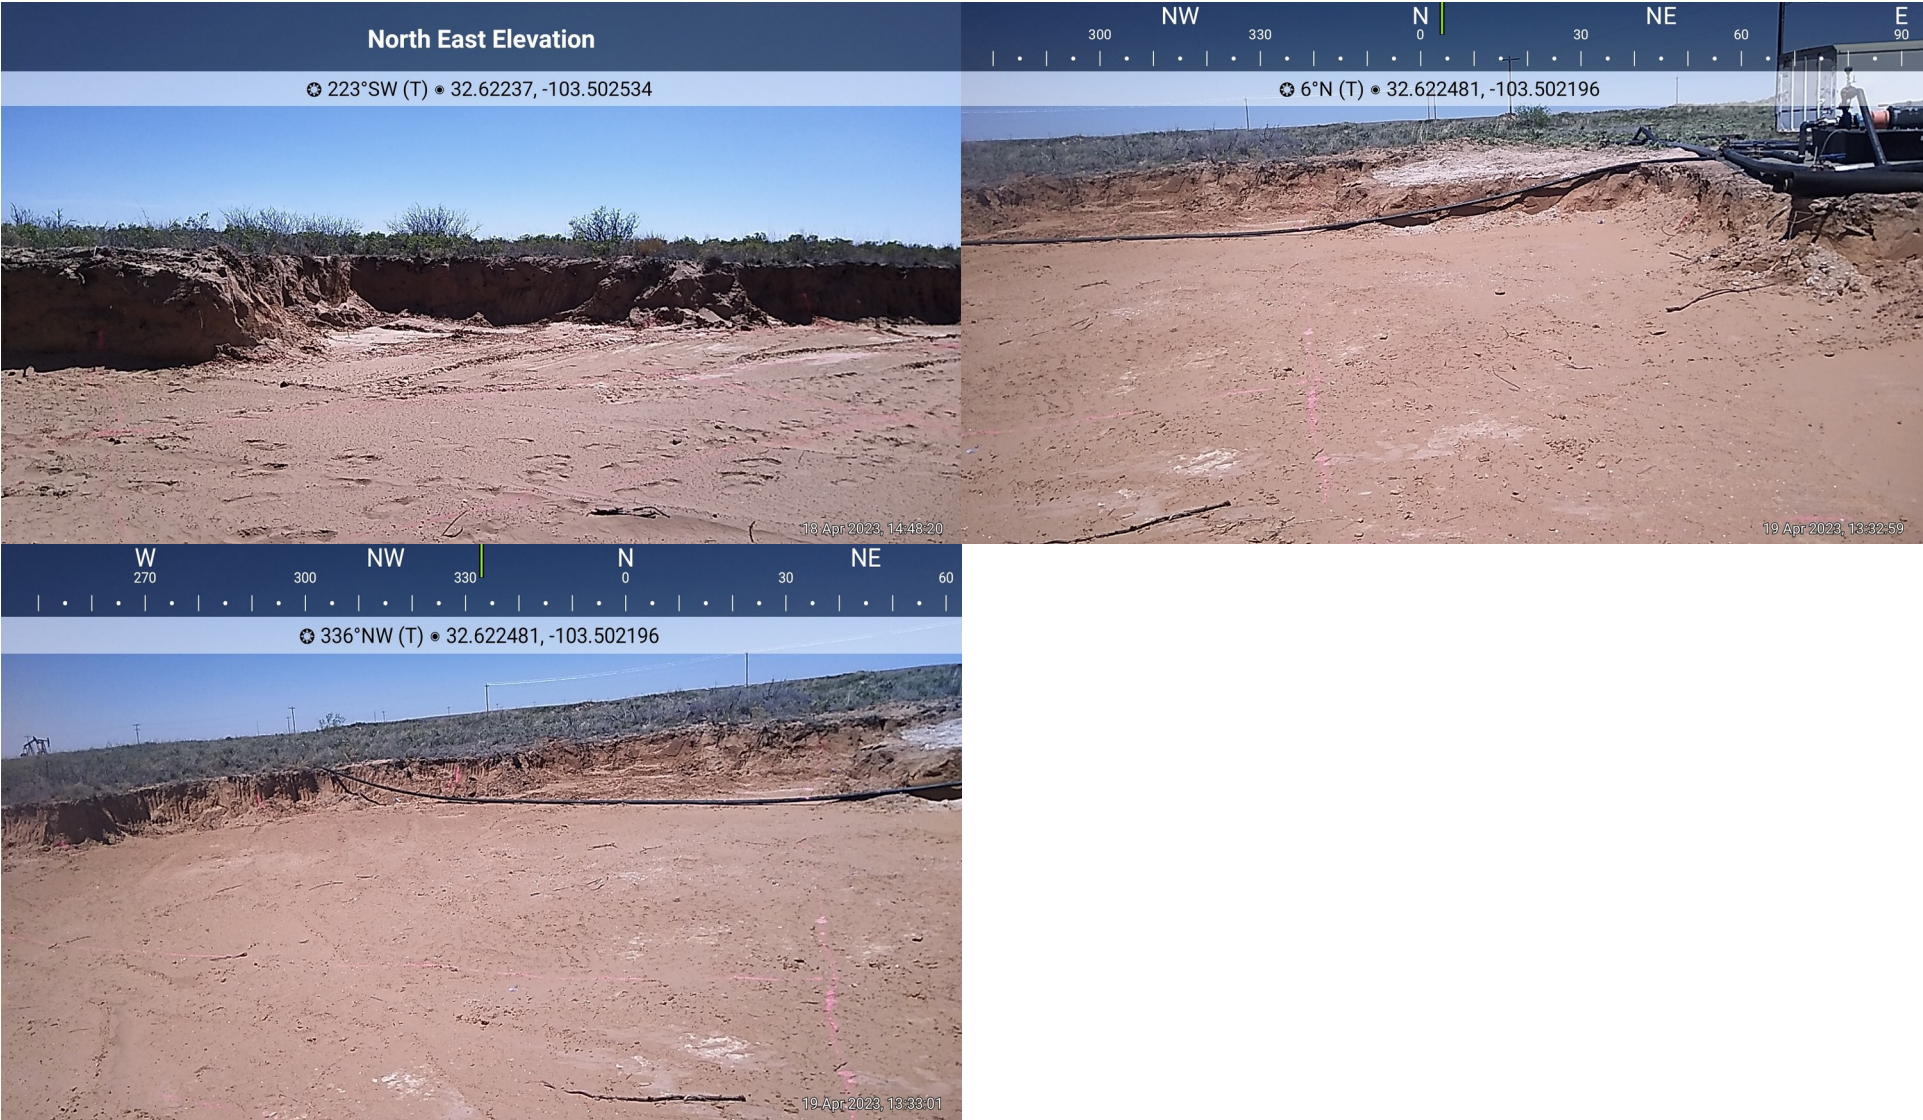 North East Elevation
223°SW (T) ◉ 32.62237, -103.502534
18 Apr 2023, 14:48:20
NW N NE E
300 330 0 30 60 90
6°N (T) ◉ 32.622481, -103.502196
19 Apr 2023, 13:32:59
W NW N NE
270 300 330 0 30 60
336°NW (T) ◉ 32.622481, -103.502196
19 Apr 2023, 13:33:01